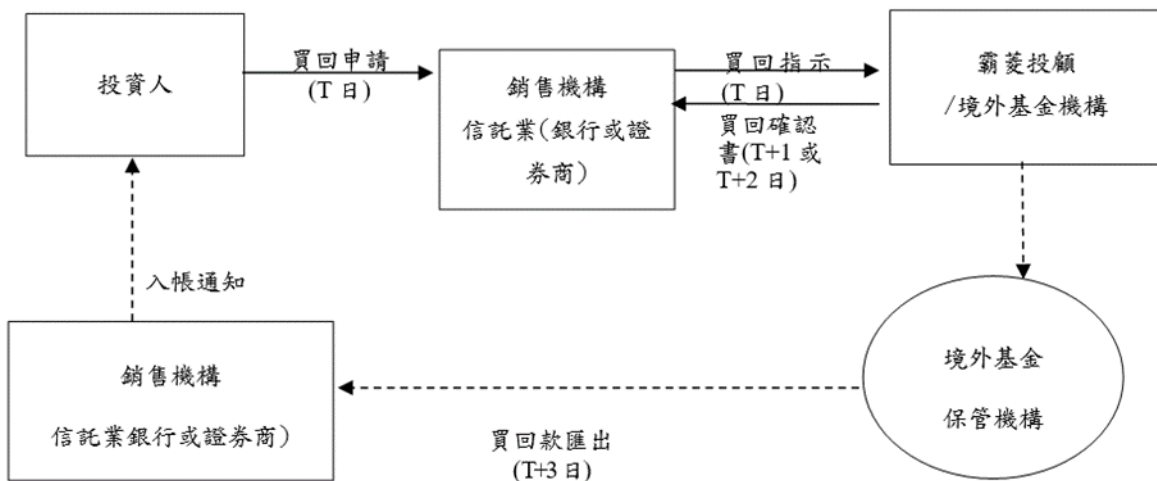 投資人
買回申請
(T 日)
銷售機構
信託業(銀行或證
券商)
買回指示
(T 日)
買回確認
書(T+1 或
T+2 日)
霸菱投顧
/境外基金機構
入帳通知
銷售機構
信託業銀行或證券商)
買回款匯出
(T+3 日)
境外基金
保管機構